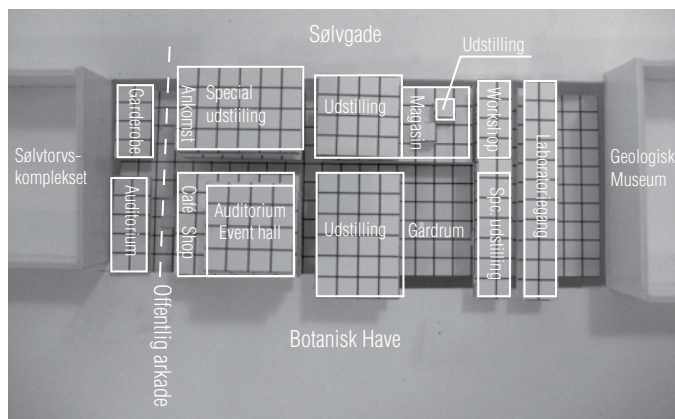 Sølvgade
Udstilling
Garderobe
Ankomst
Special
udstilling
Udstilling
Magasin
Workshop
Laboratoriegang
Sølvtorvs-
komplekset
Geologisk
Museum
Auditorium
Café
Shop
Auditorium
Event hall
Udstilling
Gårdrum
Spc. udstilling
Offentlig arkade
Botanisk Have